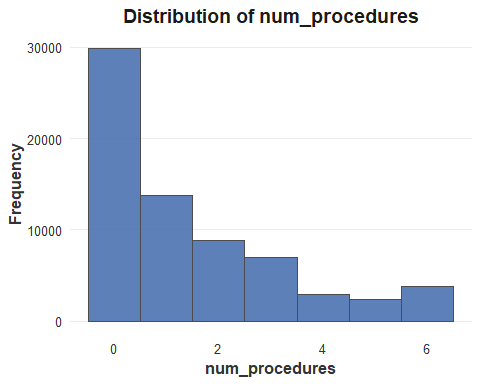 Distribution of num_procedures
Frequency
30000
20000
10000
0
0 2 4 6
num_procedures